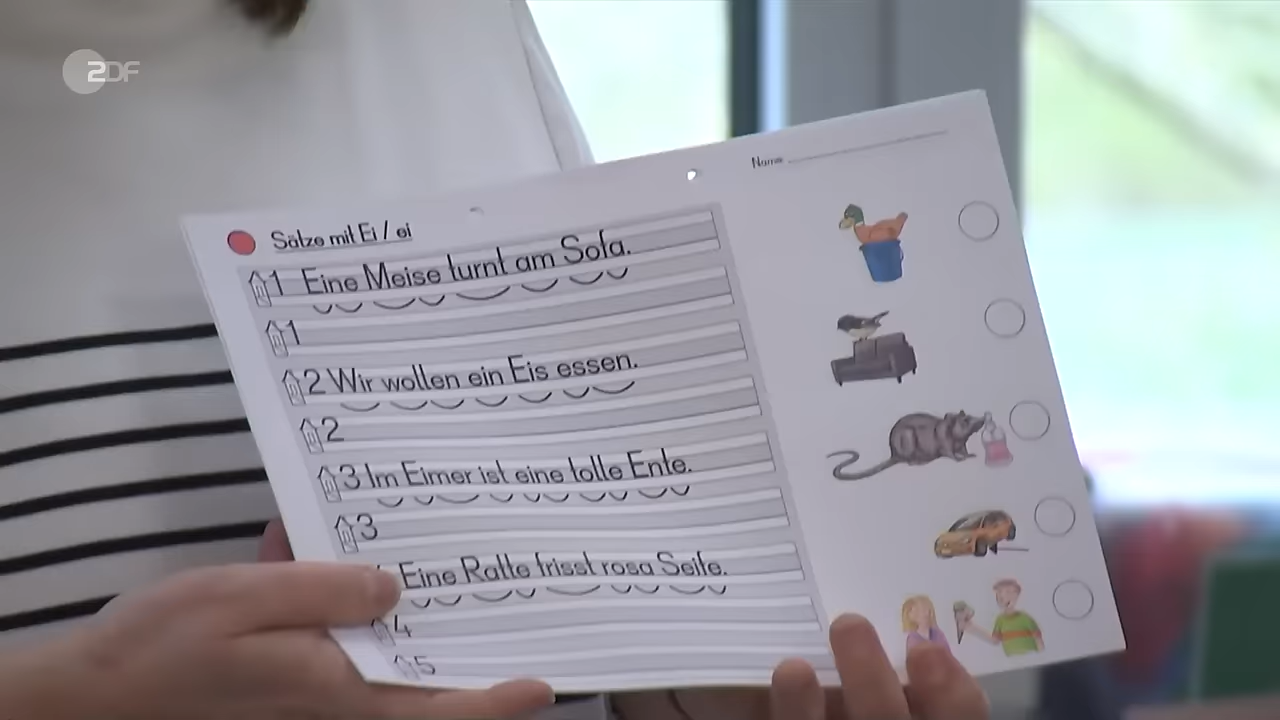 ZDF
Name
Sätze mit Ei / ei
1 Eine Meise turnt am Sofa.
1
2 Wir wollen ein Eis essen.
2
3 Im Eimer ist eine tolle Ente.
3
Eine Ratte frisst rosa Seife.
4
5